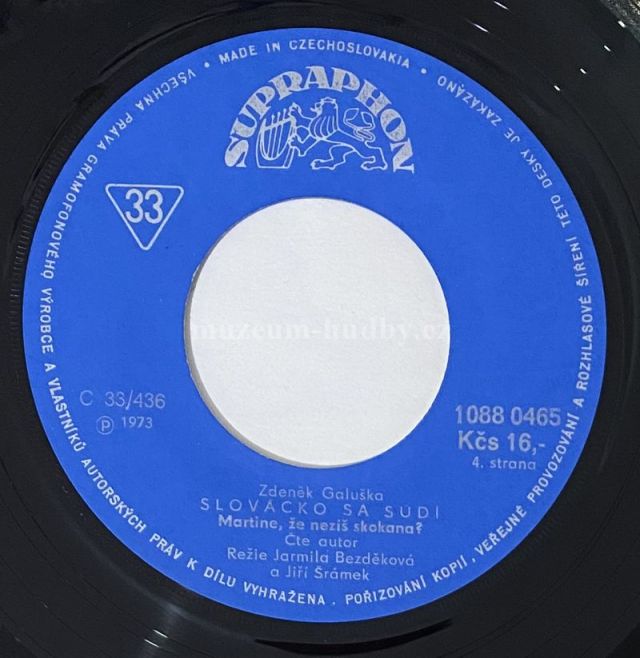 VŠECHNA PRÁVA GRAMOFONOVÉHO VÝROBCE A VLASTNÍKŮ AUTORSKÝCH PRÁV K DÍLU VYHRAŽENA. POŘIZOVÁNÍ KOPIÍ, VEŘEJNÉ PROVOZOVÁNÍ A ROZHLASOVÉ ŠÍŘENÍ TÉTO DESKY JE ZAKÁZÁNO
• MADE IN CZECHOSLOVAKIA •
SUPRAPHON
33
muzeum-hudby.cz
C 33/436
Ⓟ 1973
1088 0465
Kčs 16,-
4. strana
Zdeněk Galuška
SLOVÁCKO SA SÚDÍ
Martine, že nezíš skokana?
Čte autor
Režie Jarmila Bezděková
a Jiří Šrámek